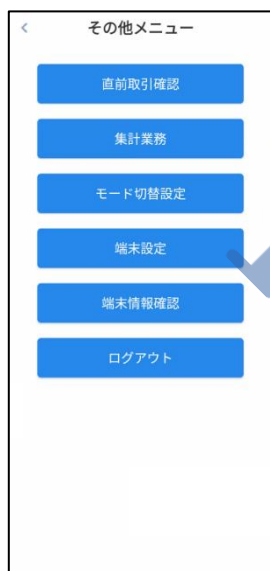 その他メニュー
直前取引確認
集計業務
モード切替設定
端末設定
端末情報確認
ログアウト